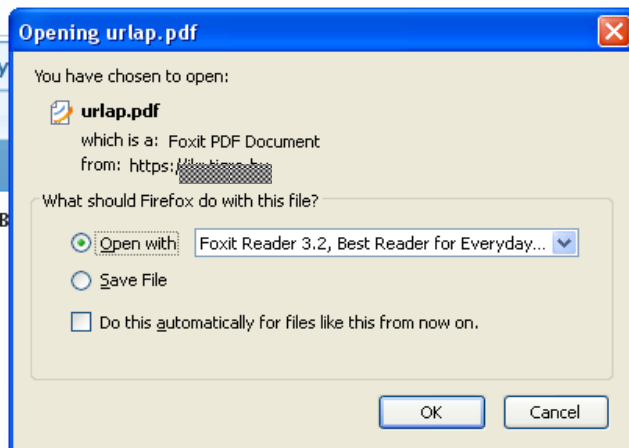 Opening urlap.pdf
You have chosen to open:
urlap.pdf
which is a: Foxit PDF Document
from: https://
What should Firefox do with this file?
Open with Foxit Reader 3.2, Best Reader for Everyday...
Save File
Do this automatically for files like this from now on.
OK Cancel